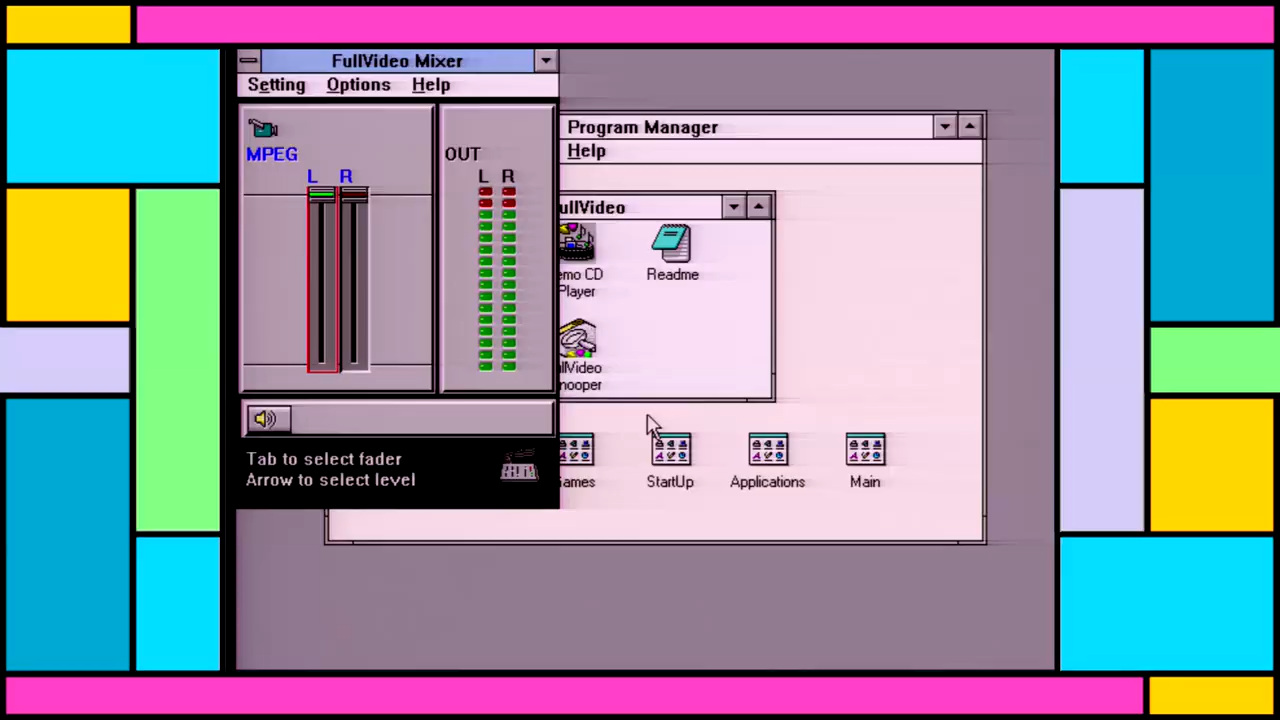 FullVideo Mixer
Setting Options Help
MPEG
L R
OUT
L R
Tab to select fader
Arrow to select level
Program Manager
Help
ullVideo
emo CD
Player
Readme
ullVideo
nooper
ames
StartUp
Applications
Main